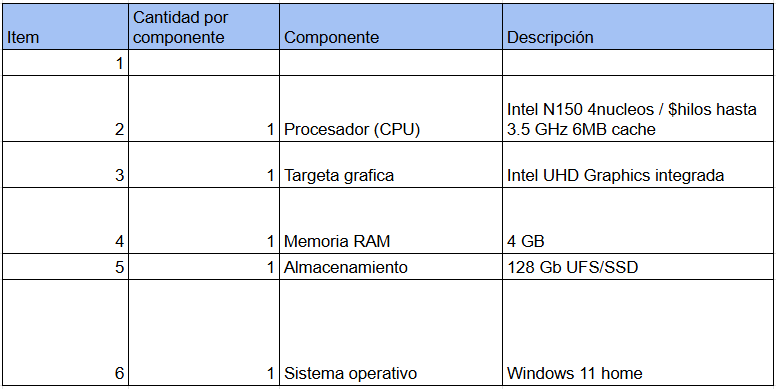 Item Cantidad por componente Componente Descripción
1
2 1 Procesador (CPU) Intel N150 4nucleos / $hilos hasta 3.5 GHz 6MB cache
3 1 Targeta grafica Intel UHD Graphics integrada
4 1 Memoria RAM 4 GB
5 1 Almacenamiento 128 Gb UFS/SSD
6 1 Sistema operativo Windows 11 home